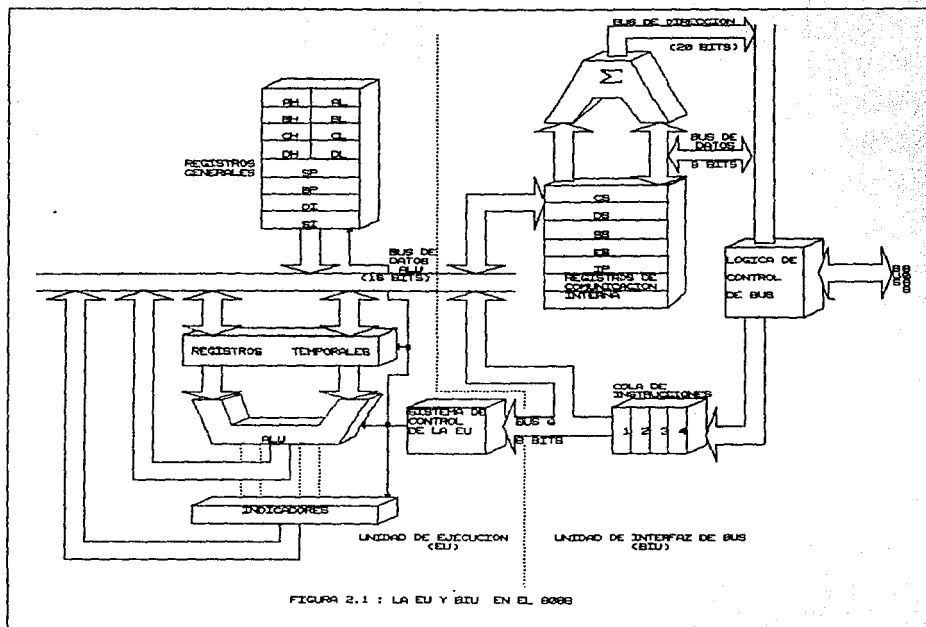 BUS DE DIRECCION
(20 BITS)
Σ
AH AL
BH BL
CH CL
DH DL
SP
BP
DI
SI
REGISTROS
GENERALES
BUS DE
DATOS
8 BITS
CS
DS
SS
ES
IP
REGISTROS DE
COMUNICACION
INTERNA
BUS DE
DATOS
ALU
(16 BITS)
LOGICA DE
CONTROL
DE BUS
BUS
8088
REGISTROS TEMPORALES
ALU
SISTEMA DE
CONTROL
DE LA EU
BUS Q
8 BITS
COLA DE
INSTRUCCIONES
1 2 3 4
INDICADORES
UNIDAD DE EJECUCION
(EU)
UNIDAD DE INTERFAZ DE BUS
(BIU)
FIGURA 2.1 : LA EU Y BIU EN EL 8088